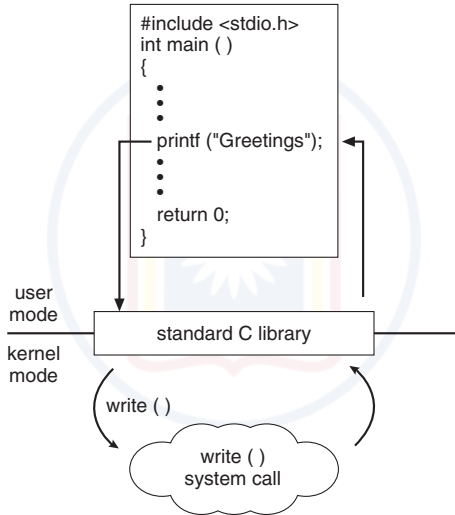 #include <stdio.h>
int main ( )
{
•
•
•
printf ("Greetings");
•
•
•
return 0;
}
user
mode
standard C library
kernel
mode
write ( )
write ( )
system call